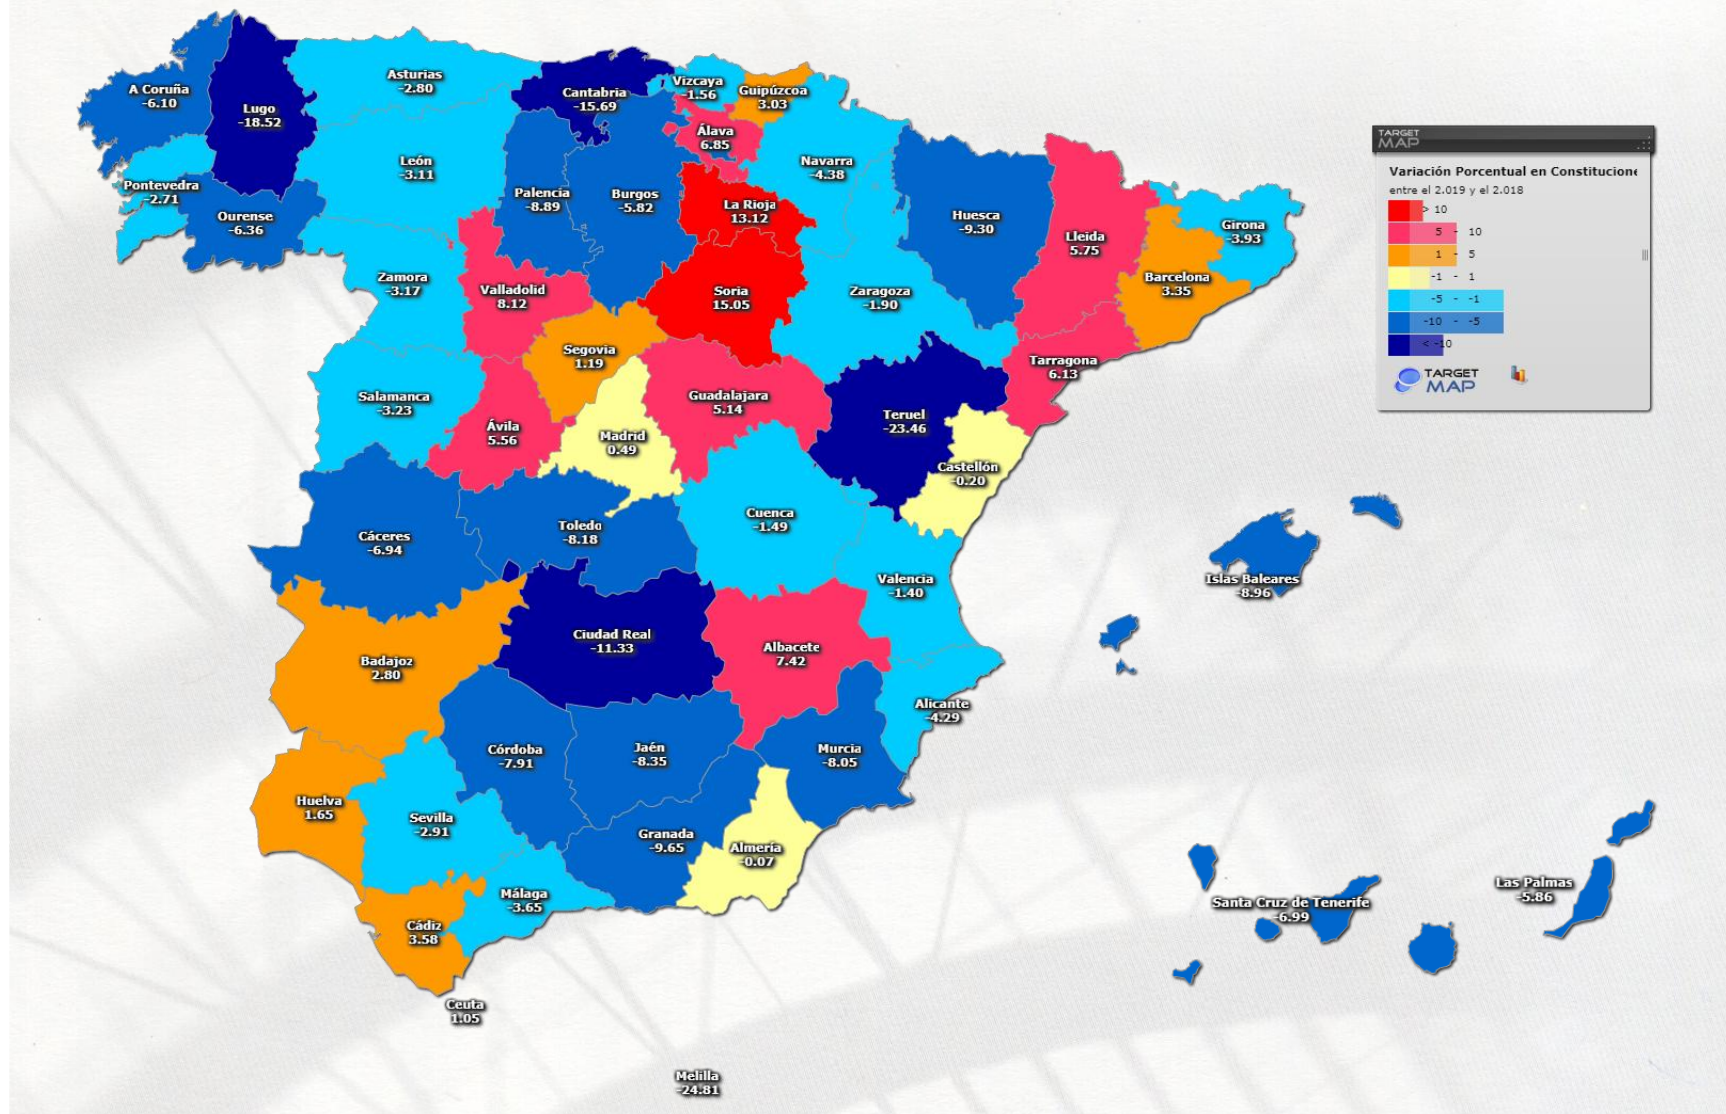 A Coruña
-6.10
Lugo
-18.52
Asturias
-2.80
Cantabria
-15.69
Vizcaya
-1.56
Guipúzcoa
3.03
Álava
6.85
Navarra
-4.38
León
-3.11
Palencia
-8.89
Burgos
-5.82
La Rioja
13.12
Huesca
-9.30
Lleida
5.75
Girona
-3.93
Barcelona
3.35
Pontevedra
-2.71
Ourense
-6.36
Zamora
-3.17
Valladolid
8.12
Soria
15.05
Zaragoza
-1.90
Segovia
1.19
Tarragona
6.13
Salamanca
-3.23
Ávila
5.56
Madrid
0.49
Guadalajara
5.14
Teruel
-23.46
Castellón
-0.20
Cáceres
-6.94
Toledo
-8.18
Cuenca
-1.49
Valencia
-1.40
Islas Baleares
-8.96
Badajoz
2.80
Ciudad Real
-11.33
Albacete
7.42
Alicante
-4.29
Córdoba
-7.91
Jaén
-8.35
Murcia
-8.05
Huelva
1.65
Sevilla
-2.91
Granada
-9.65
Almería
-0.07
Málaga
-3.65
Cádiz
3.58
Ceuta
1.05
Melilla
-24.81
Santa Cruz de Tenerife
-6.99
Las Palmas
-5.86
TARGET
MAP
Variación Porcentual en Constitucione
entre el 2.019 y el 2.018
> 10
5 - 10
1 - 5
-1 - 1
-5 - -1
-10 - -5
< -10
TARGET
MAP